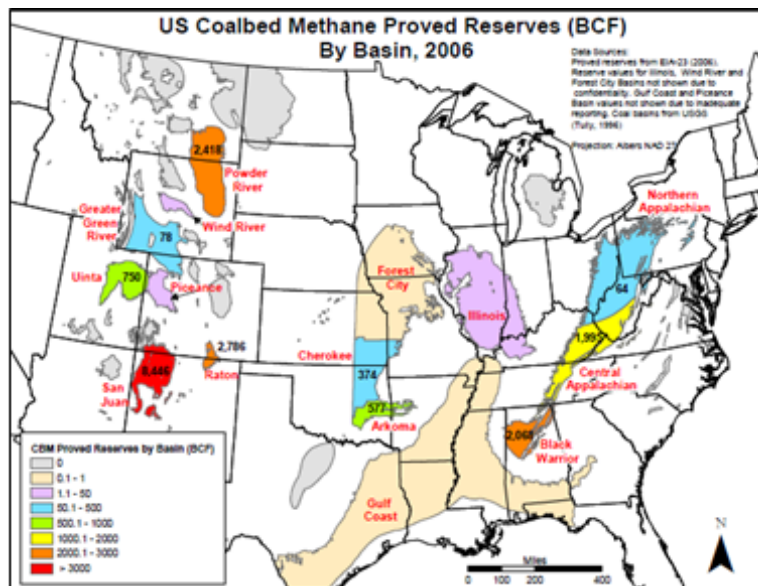 US Coalbed Methane Proved Reserves (BCF)
By Basin, 2006
Data Sources:
Proved reserves from EIA-23 (2006).
Reserve values for Illinois, Wind River and
Forest City Basins not shown due to
confidentiality. Gulf Coast and Piceance
Basin values not shown due to inadequate
reporting. Coal basins from USGS
(Tully, 1996)
Projection: Albers NAD 27
2,418
Powder
River
Greater
Green
River
78
Wind River
Northern
Appalachian
64
Uinta
750
Piceance
Forest
City
Illinois
1,995
Central
Appalachian
2,786
Raton
8,446
San
Juan
Cherokee
374
577
Arkoma
2,068
Black
Warrior
Gulf
Coast
CBM Proved Reserves by Basin (BCF)
0
0.1 - 1
1.1 - 50
50.1 - 500
500.1 - 1000
1000.1 - 2000
2000.1 - 3000
> 3000
N
Miles
0 200 400